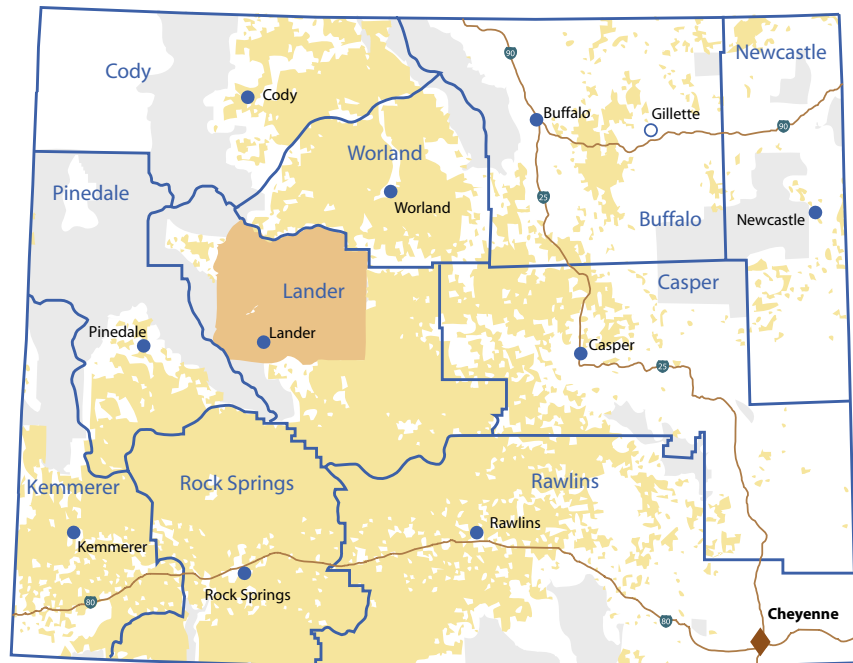 90
Newcastle
Cody
Cody
Buffalo
Gillette
90
Worland
Pinedale
Worland
25
Buffalo
Newcastle
Lander
Casper
Pinedale
Lander
Casper
25
Kemmerer
Rock Springs
Rawlins
Rawlins
Kemmerer
Rock Springs
80
Cheyenne
80